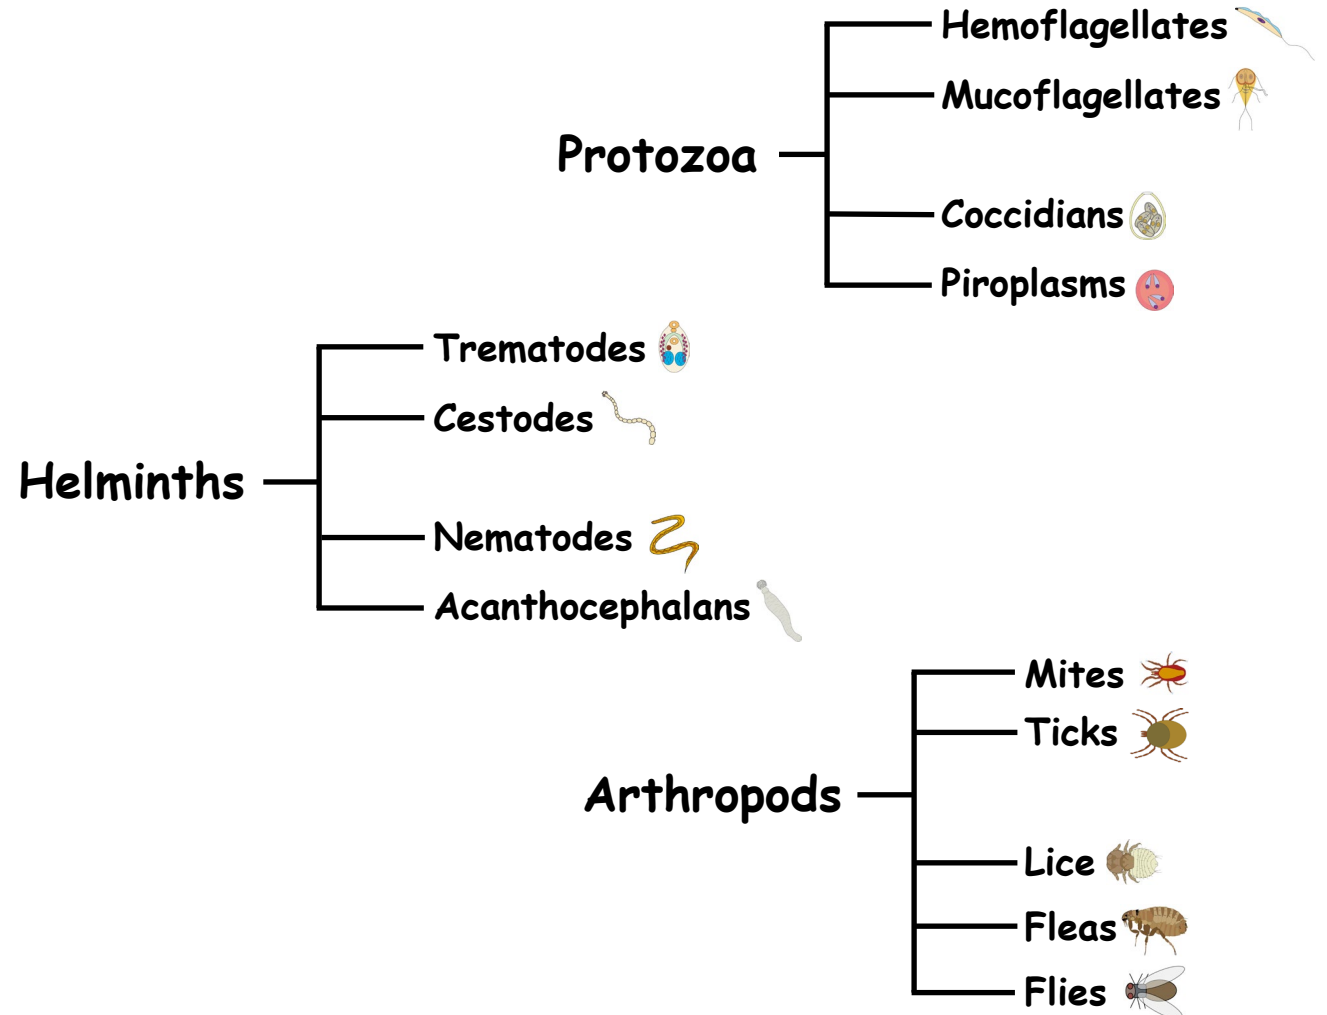 Protozoa
Hemoflagellates
Mucoflagellates
Coccidians
Piroplasms
Helminths
Trematodes
Cestodes
Nematodes
Acanthocephalans
Arthropods
Mites
Ticks
Lice
Fleas
Flies